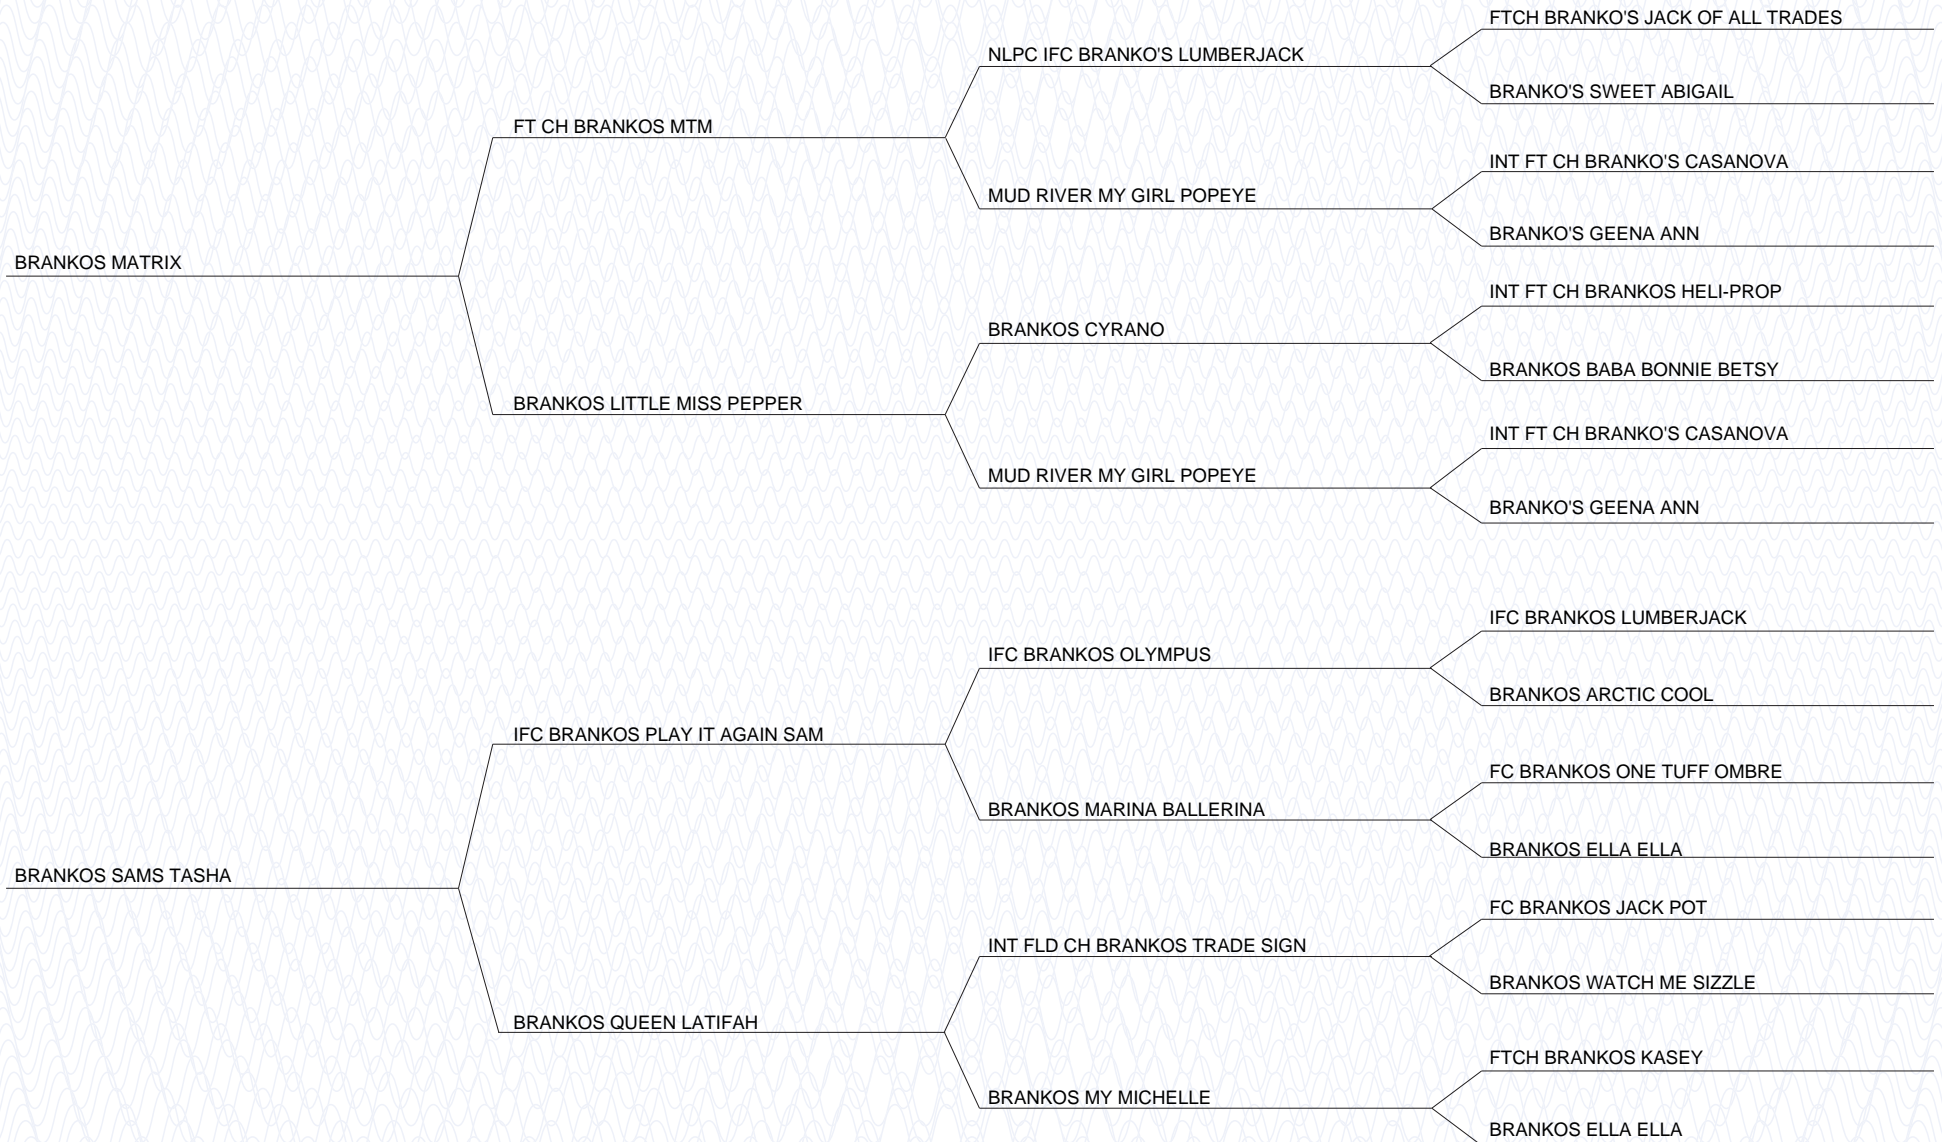 FTCH BRANKO'S JACK OF ALL TRADES
NLPC IFC BRANKO'S LUMBERJACK
BRANKO'S SWEET ABIGAIL
FT CH BRANKOS MTM
INT FT CH BRANKO'S CASANOVA
MUD RIVER MY GIRL POPEYE
BRANKO'S GEENA ANN
BRANKOS MATRIX
INT FT CH BRANKOS HELI-PROP
BRANKOS CYRANO
BRANKOS BABA BONNIE BETSY
BRANKOS LITTLE MISS PEPPER
INT FT CH BRANKO'S CASANOVA
MUD RIVER MY GIRL POPEYE
BRANKO'S GEENA ANN
IFC BRANKOS LUMBERJACK
IFC BRANKOS OLYMPUS
BRANKOS ARCTIC COOL
IFC BRANKOS PLAY IT AGAIN SAM
FC BRANKOS ONE TUFF OMBRE
BRANKOS MARINA BALLERINA
BRANKOS ELLA ELLA
BRANKOS SAMS TASHA
FC BRANKOS JACK POT
INT FLD CH BRANKOS TRADE SIGN
BRANKOS WATCH ME SIZZLE
BRANKOS QUEEN LATIFAH
FTCH BRANKOS KASEY
BRANKOS MY MICHELLE
BRANKOS ELLA ELLA